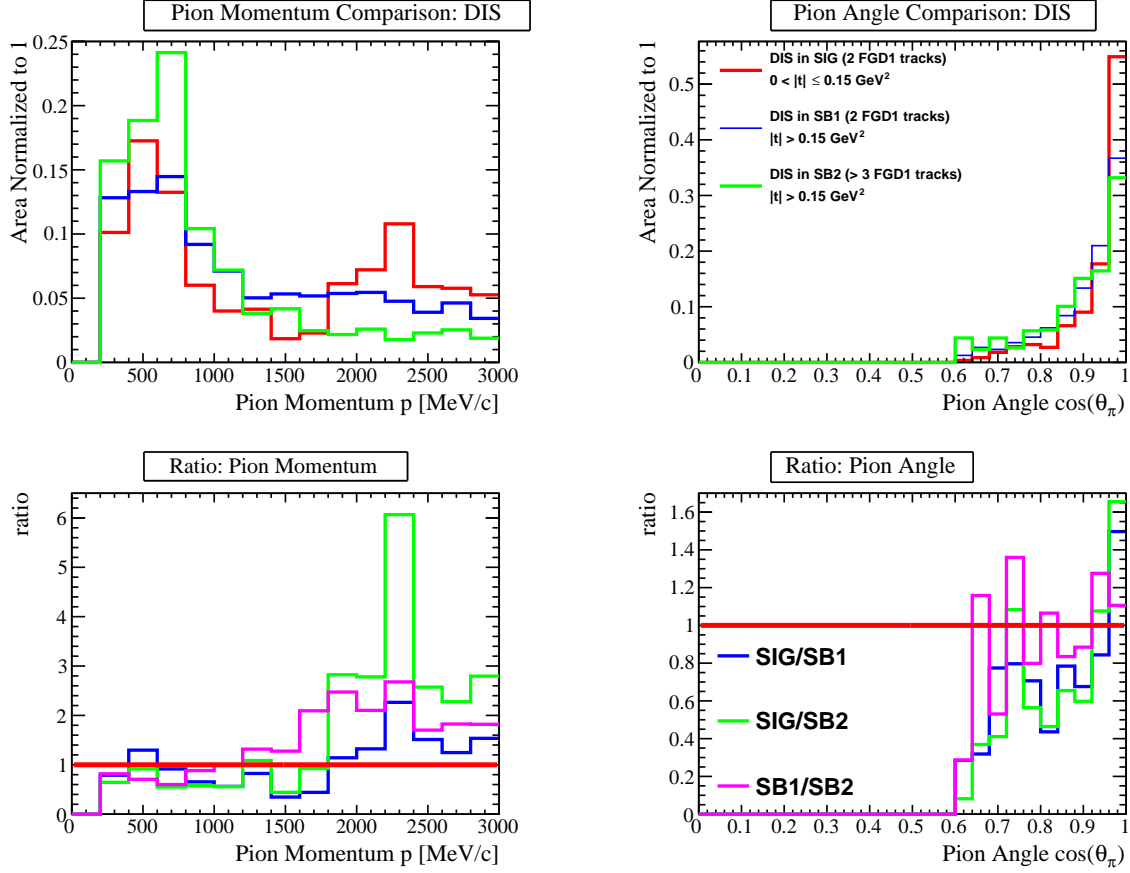 Pion Momentum Comparison: DIS
Area Normalized to 1
0.25
0.2
0.15
0.1
0.05
0
0 500 1000 1500 2000 2500 3000
Pion Momentum p [MeV/c]
Pion Angle Comparison: DIS
Area Normalized to 1
0.5
0.4
0.3
0.2
0.1
0
DIS in SIG (2 FGD1 tracks)
0 < |t| ≤ 0.15 GeV²
DIS in SB1 (2 FGD1 tracks)
|t| > 0.15 GeV²
DIS in SB2 (> 3 FGD1 tracks)
|t| > 0.15 GeV²
0 0.1 0.2 0.3 0.4 0.5 0.6 0.7 0.8 0.9 1
Pion Angle cos(θπ)
Ratio: Pion Momentum
ratio
6
5
4
3
2
1
0
0 500 1000 1500 2000 2500 3000
Pion Momentum p [MeV/c]
Ratio: Pion Angle
ratio
1.6
1.4
1.2
1
0.8
0.6
0.4
0.2
0
SIG/SB1
SIG/SB2
SB1/SB2
0 0.1 0.2 0.3 0.4 0.5 0.6 0.7 0.8 0.9 1
Pion Angle cos(θπ)